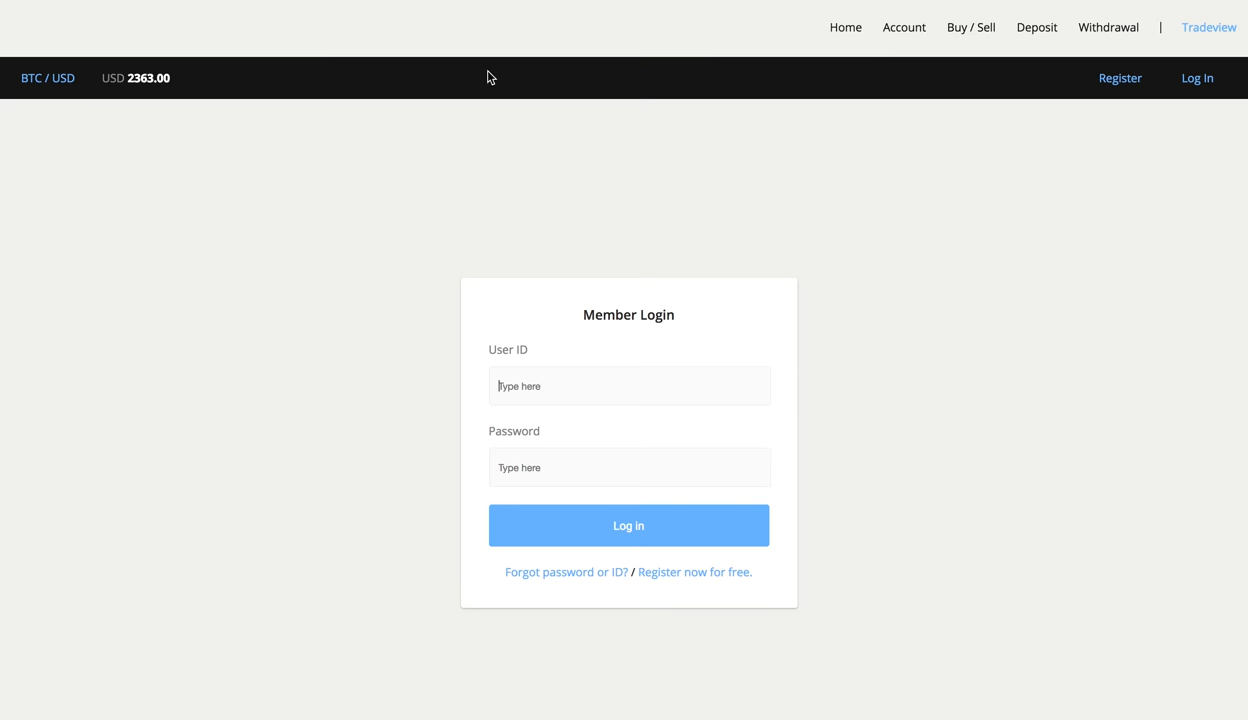 Home Account Buy / Sell Deposit Withdrawal | Tradeview
BTC / USD USD 2363.00 Register Log In
Member Login
User ID
Type here
Password
Type here
Log in
Forgot password or ID? / Register now for free.